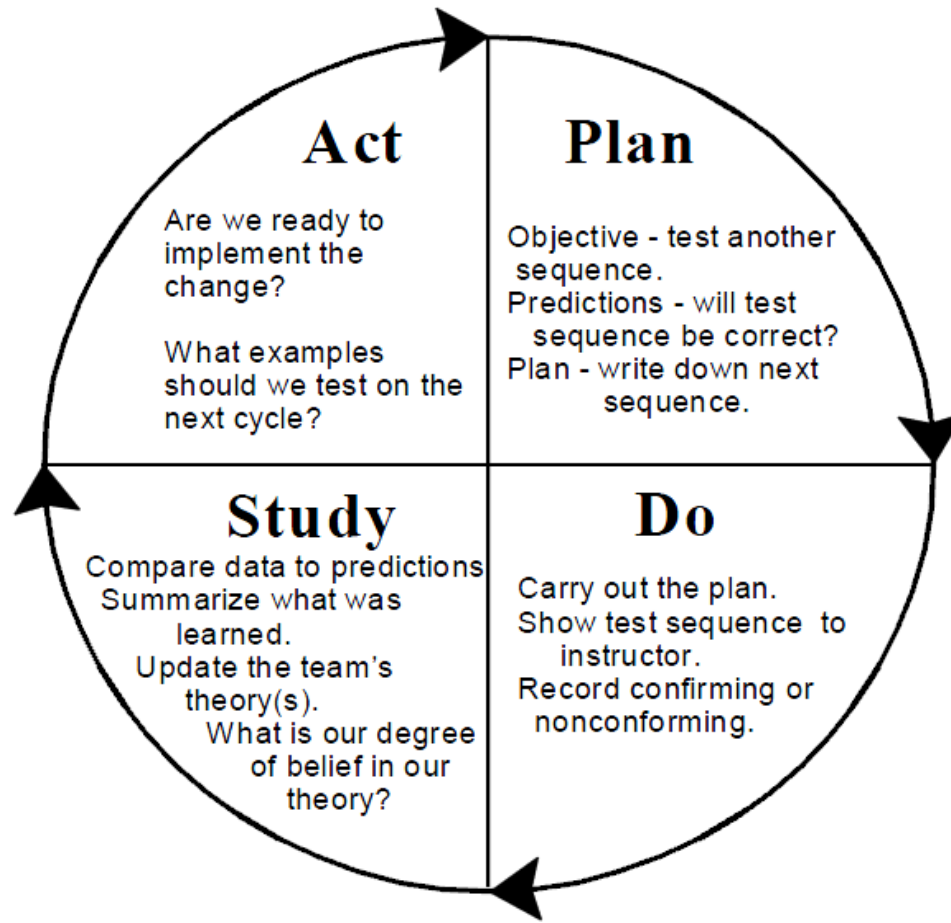 Act
Are we ready to
implement the
change?
What examples
should we test on the
next cycle?
Plan
Objective - test another
sequence.
Predictions - will test
sequence be correct?
Plan - write down next
sequence.
Study
Compare data to predictions
Summarize what was
learned.
Update the team's
theory(s).
What is our degree
of belief in our
theory?
Do
Carry out the plan.
Show test sequence to
instructor.
Record confirming or
nonconforming.